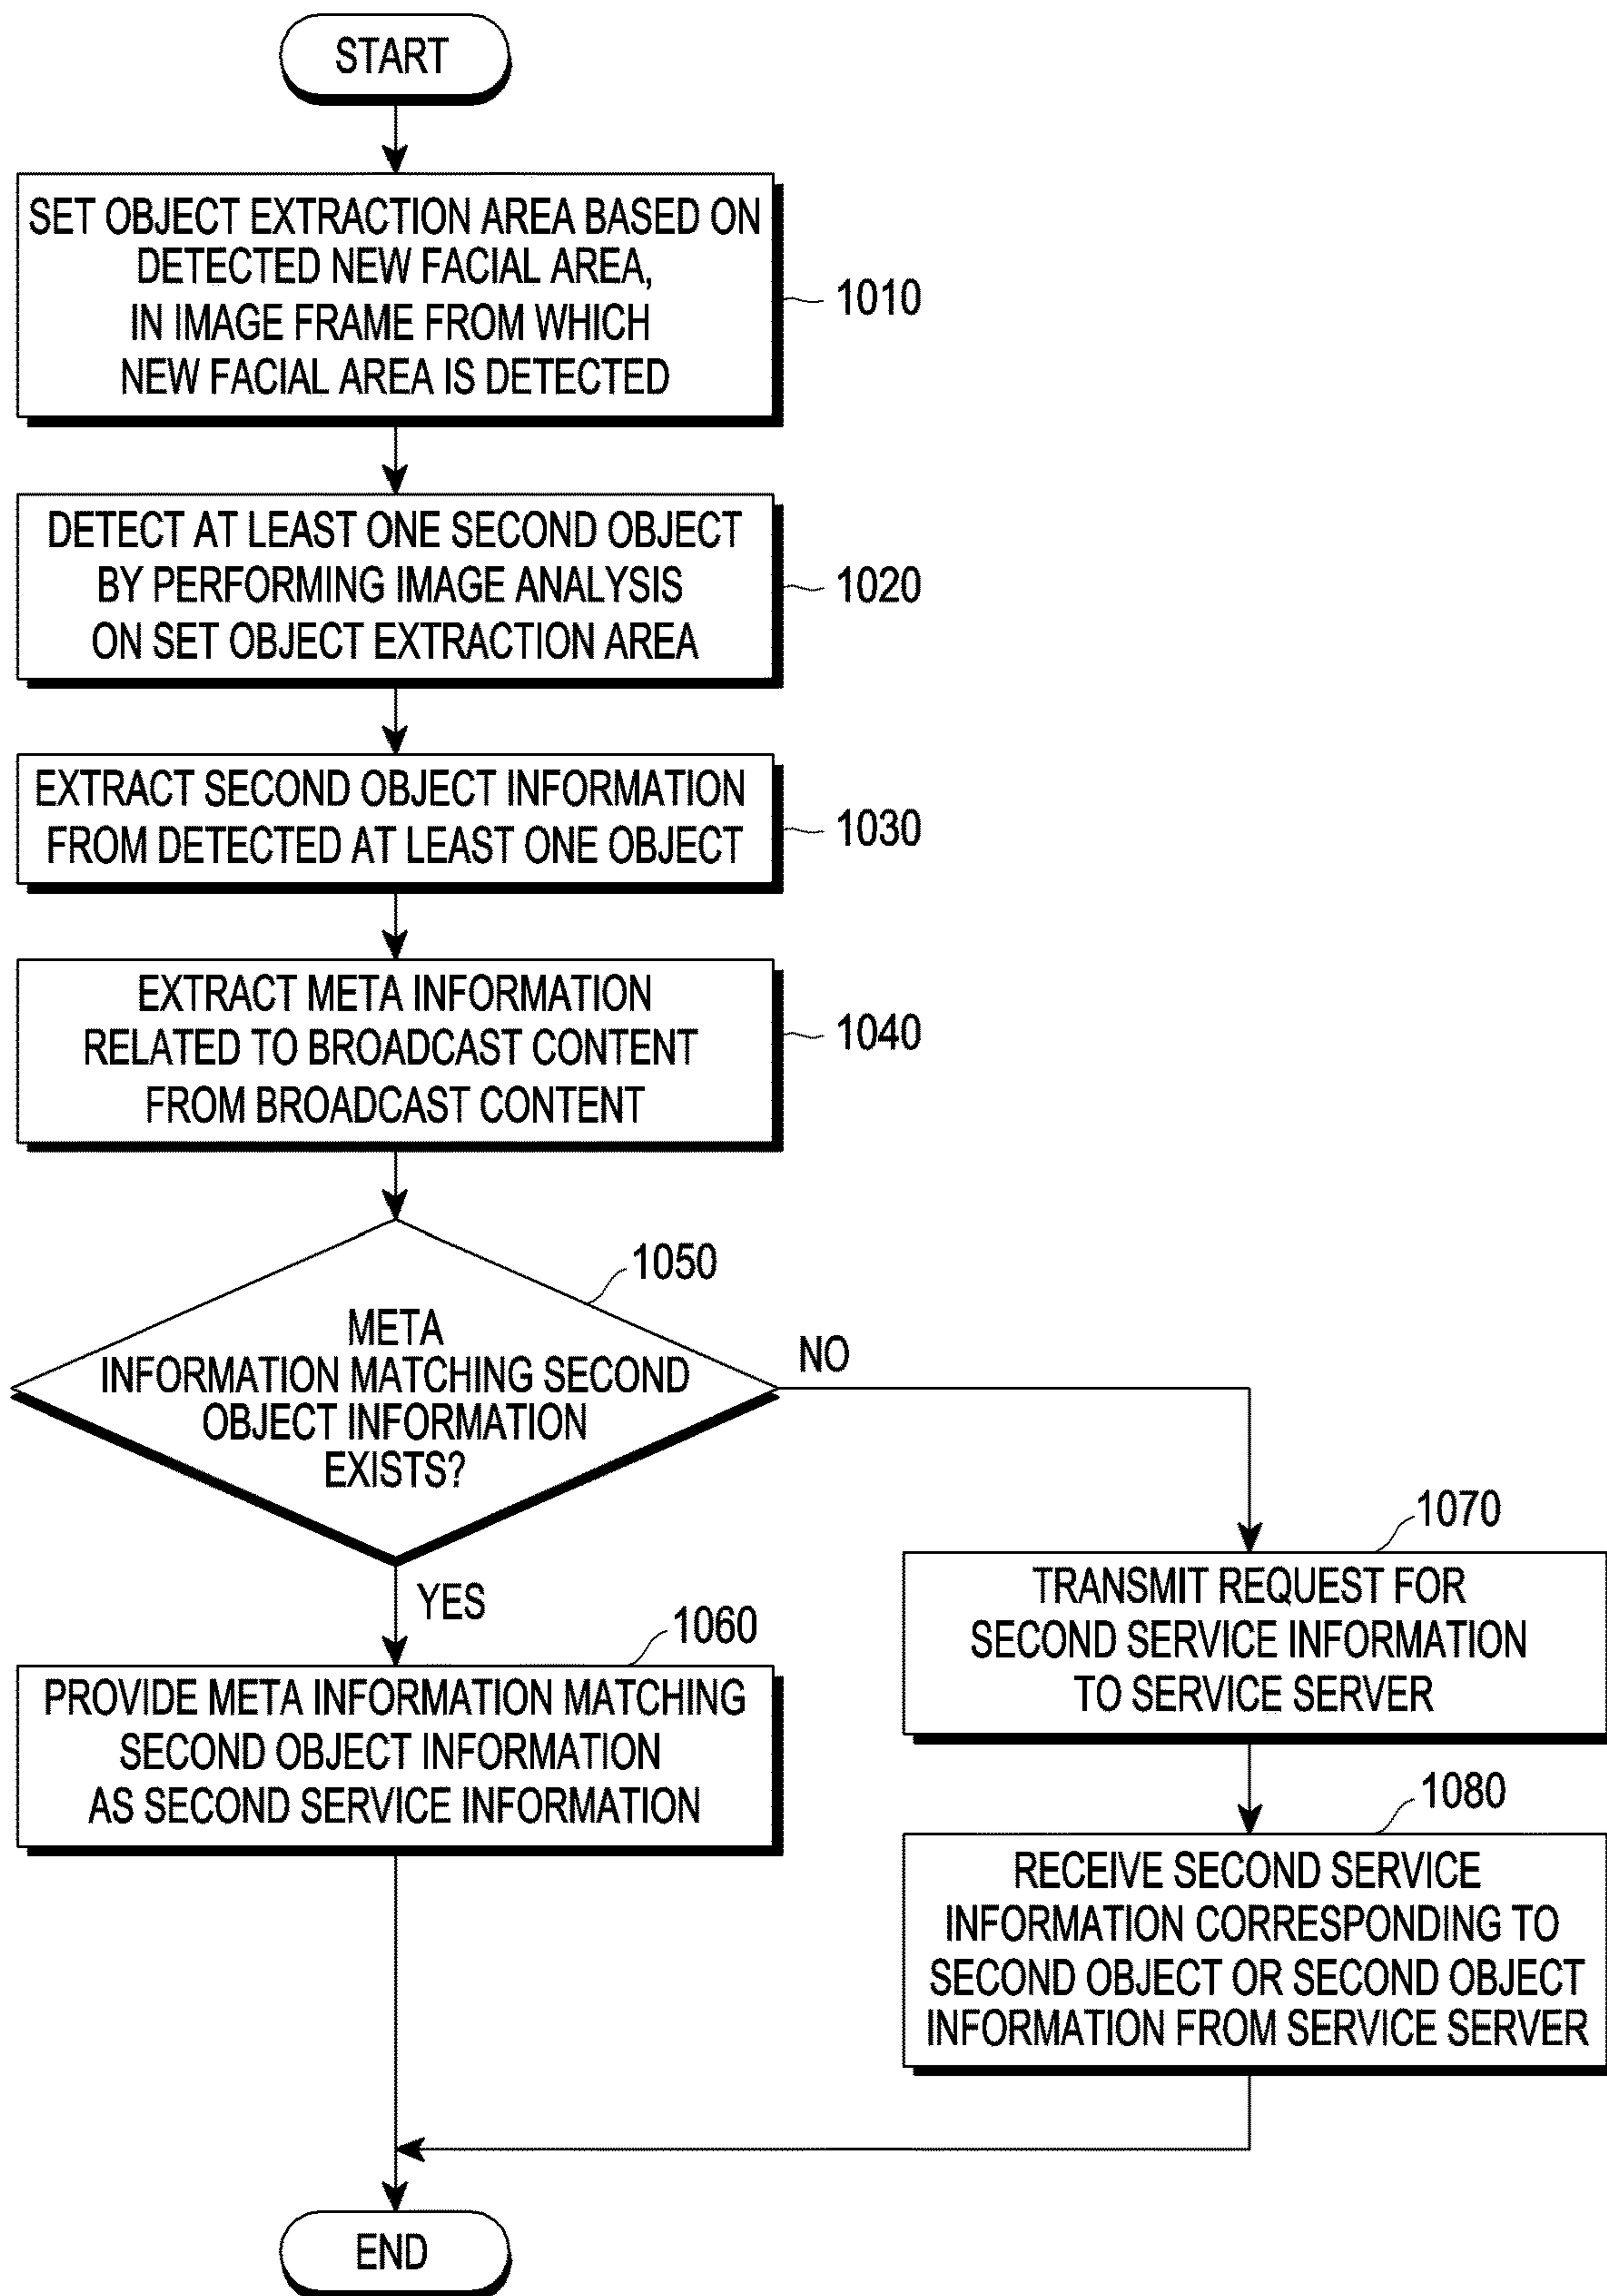 START
SET OBJECT EXTRACTION AREA BASED ON
DETECTED NEW FACIAL AREA,
IN IMAGE FRAME FROM WHICH
NEW FACIAL AREA IS DETECTED
1010
DETECT AT LEAST ONE SECOND OBJECT
BY PERFORMING IMAGE ANALYSIS
ON SET OBJECT EXTRACTION AREA
1020
EXTRACT SECOND OBJECT INFORMATION
FROM DETECTED AT LEAST ONE OBJECT
1030
EXTRACT META INFORMATION
RELATED TO BROADCAST CONTENT
FROM BROADCAST CONTENT
1040
1050
META
INFORMATION MATCHING SECOND
OBJECT INFORMATION
EXISTS?
NO
YES
1060
PROVIDE META INFORMATION MATCHING
SECOND OBJECT INFORMATION
AS SECOND SERVICE INFORMATION
1070
TRANSMIT REQUEST FOR
SECOND SERVICE INFORMATION
TO SERVICE SERVER
1080
RECEIVE SECOND SERVICE
INFORMATION CORRESPONDING TO
SECOND OBJECT OR SECOND OBJECT
INFORMATION FROM SERVICE SERVER
END